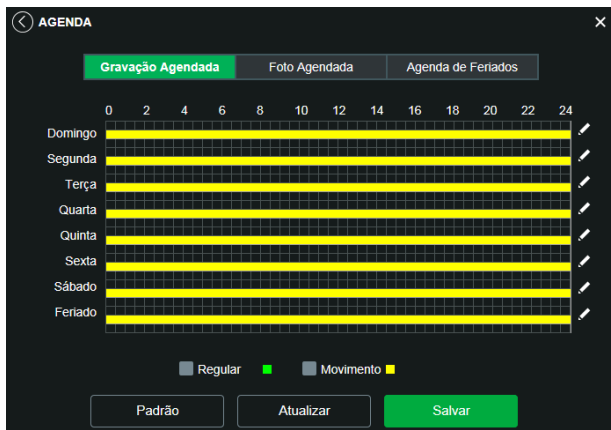 AGENDA
Gravação Agendada Foto Agendada Agenda de Feriados
0 2 4 6 8 10 12 14 16 18 20 22 24
Domingo
Segunda
Terça
Quarta
Quinta
Sexta
Sábado
Feriado
Regular Movimento
Padrão Atualizar Salvar